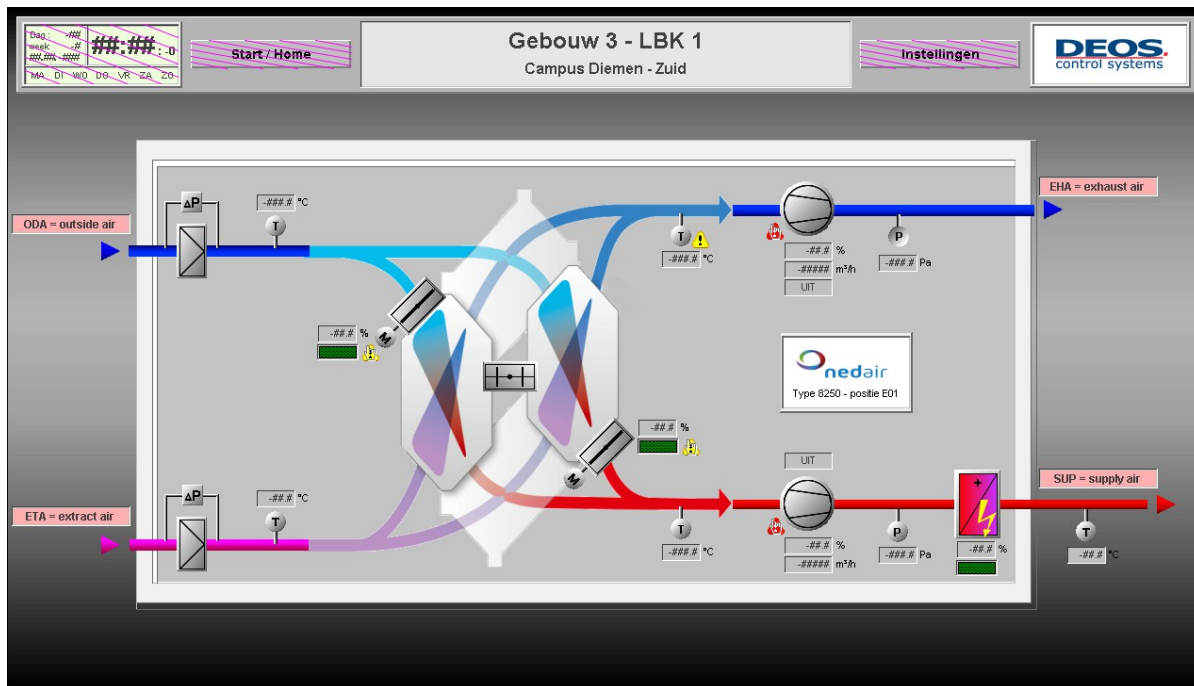 Dag : -##
week -#
##.##. ####
##:## : -0
MA DI WO DO VR ZA ZO
Start / Home
Gebouw 3 - LBK 1
Campus Diemen - Zuid
Instellingen
DEOS.
control systems
EHA = exhaust air
ODA = outside air
ΔP
-###.# °C
T
T
-###.# °C
P
-###.# Pa
-##.# %
-##### m³/h
UIT
-##.# %
M
nedair
Type 8250 - positie E01
-##.# %
M
UIT
SUP = supply air
ETA = extract air
ΔP
-##.# °C
T
T
-###.# °C
-##.# %
-##### m³/h
P
-###.# Pa
+
-##.# %
T
-##.# °C